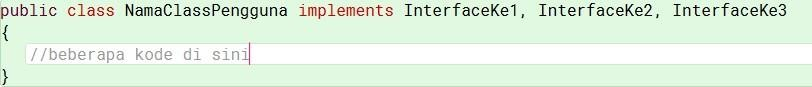 public class NamaClassPengguna implements InterfaceKe1, InterfaceKe2, InterfaceKe3
{
//beberapa kode di sini
}